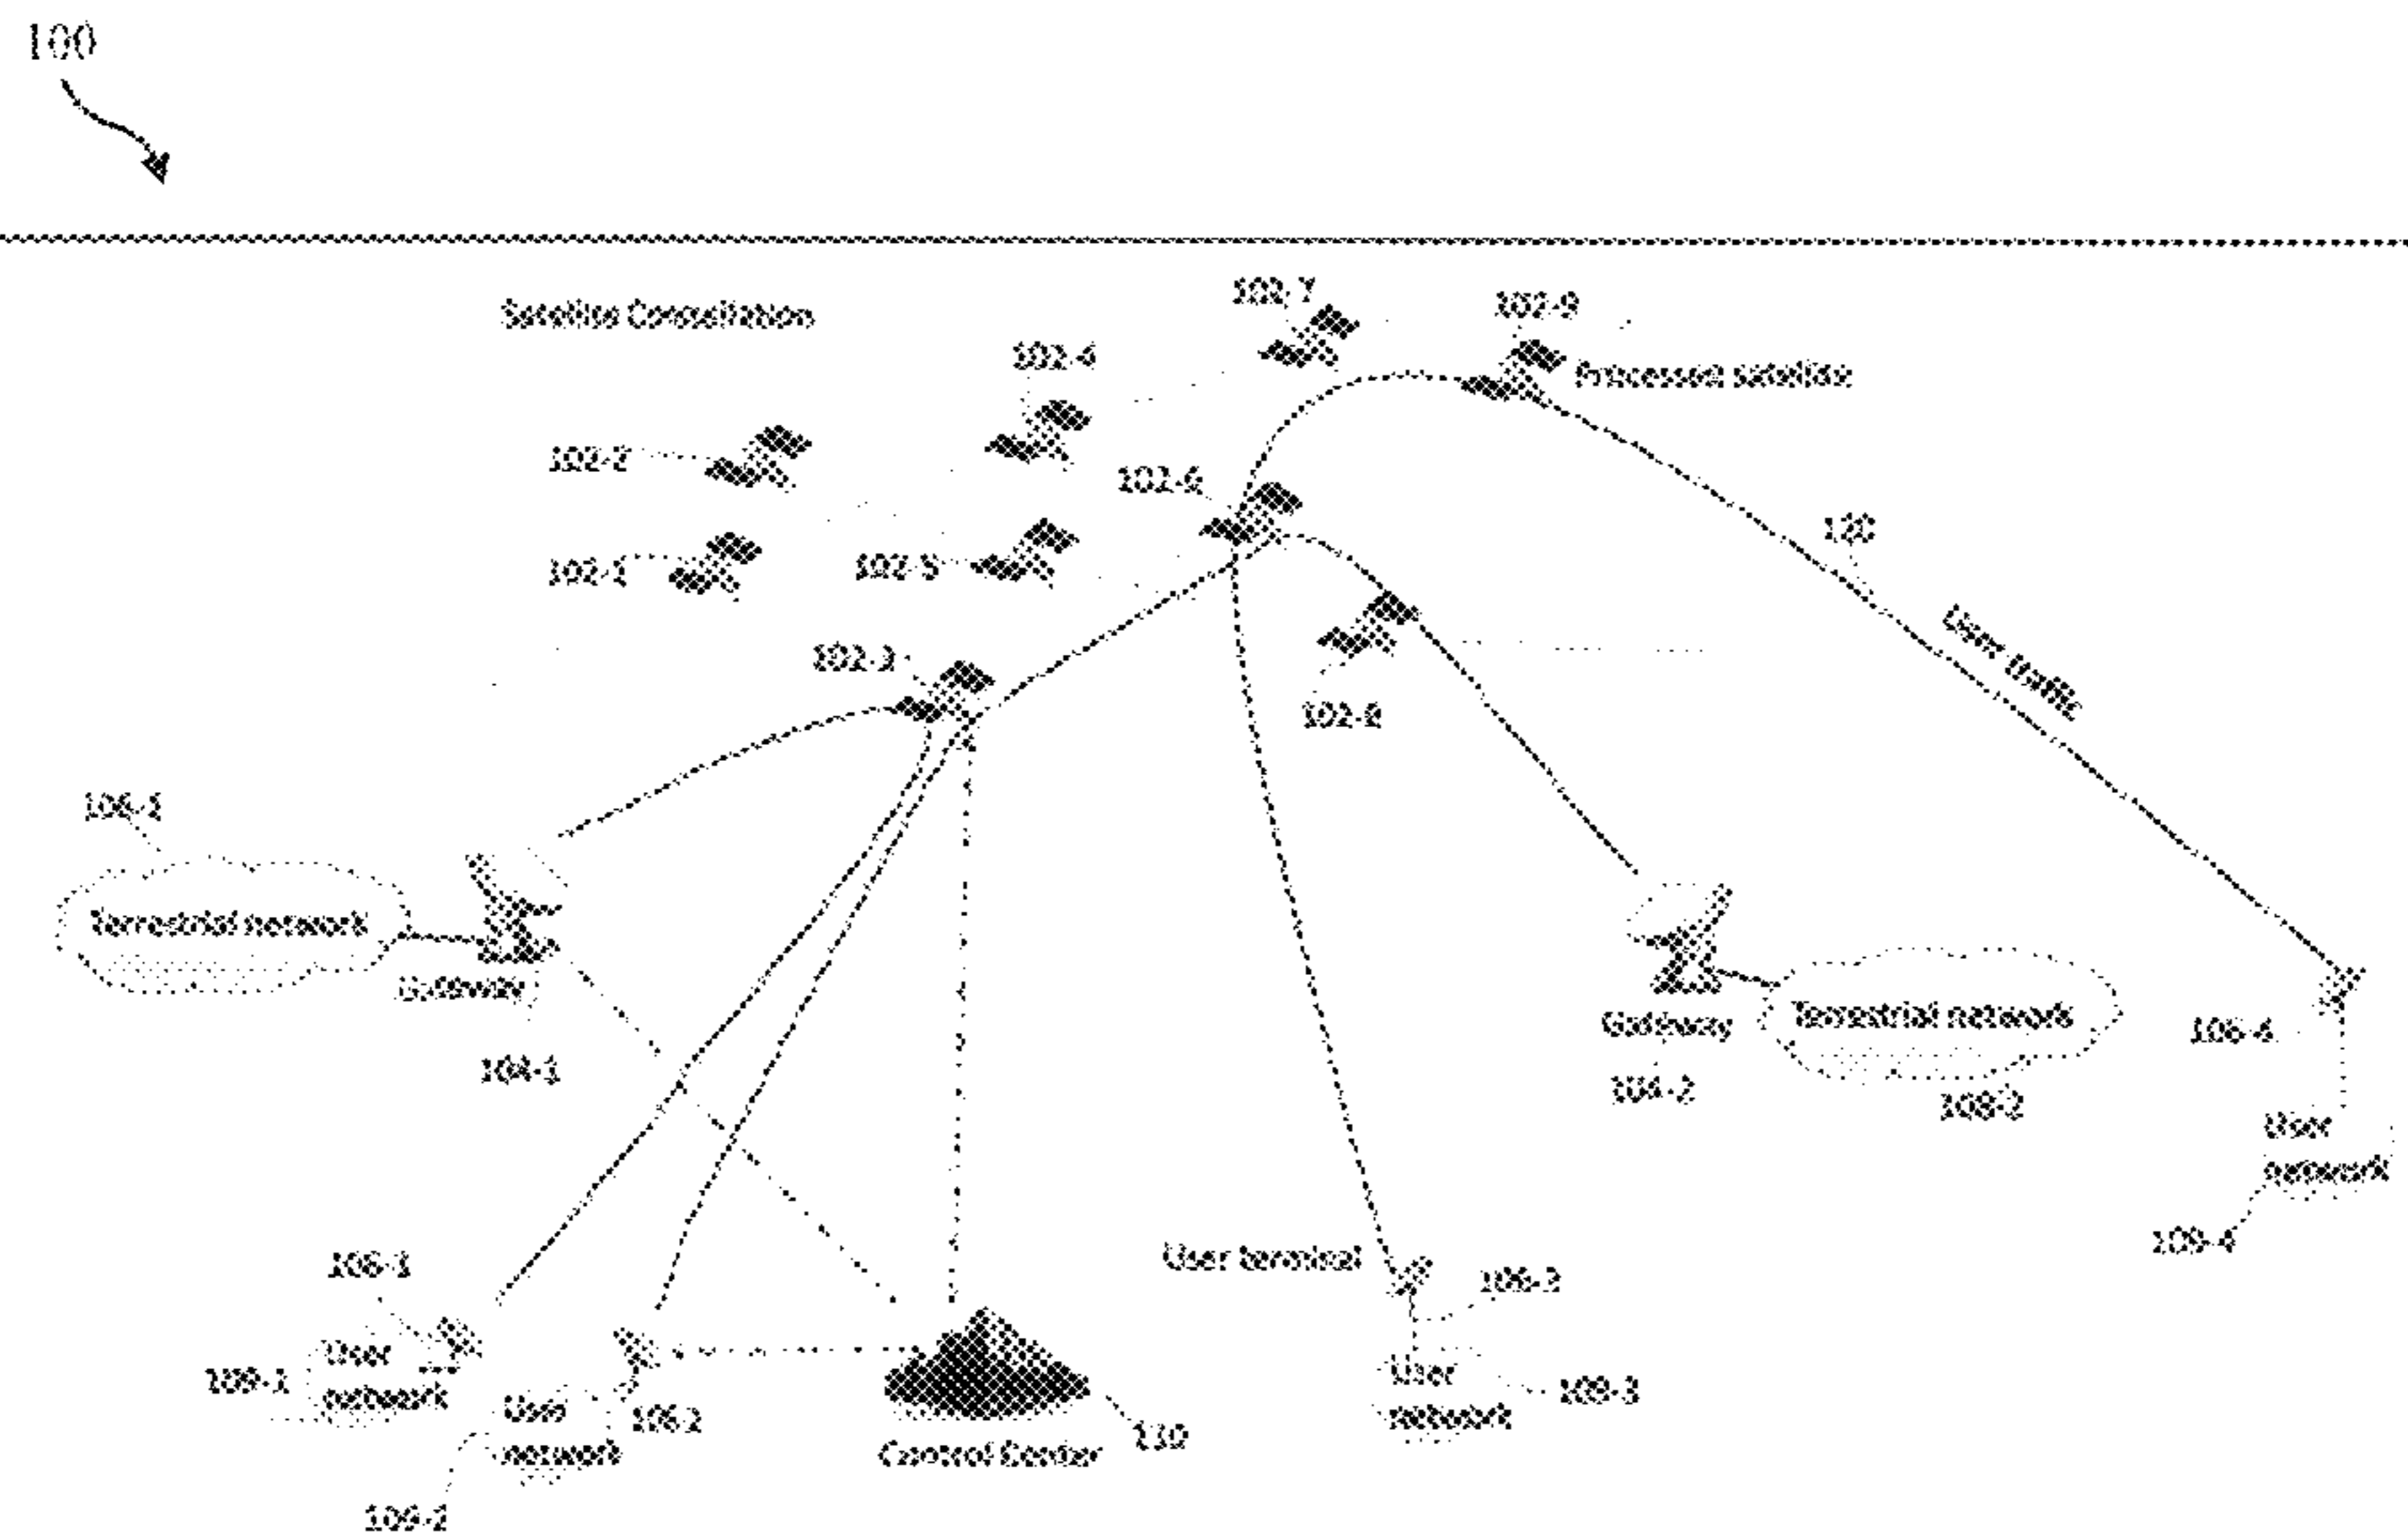 100
Satellite Constellation
102-7
102-9
Processed satellite
102-4
102-2
102-6
120
102-1
102-5
User traffic
102-3
102-8
Terrestrial network
Gateway
104-1
Gateway
Terrestrial network
104-2
108-2
106-4
User
network
109-4
106-1
User terminal
106-3
109-1
User
network
User
network
106-2
Control Center
110
User
network
109-3
109-2